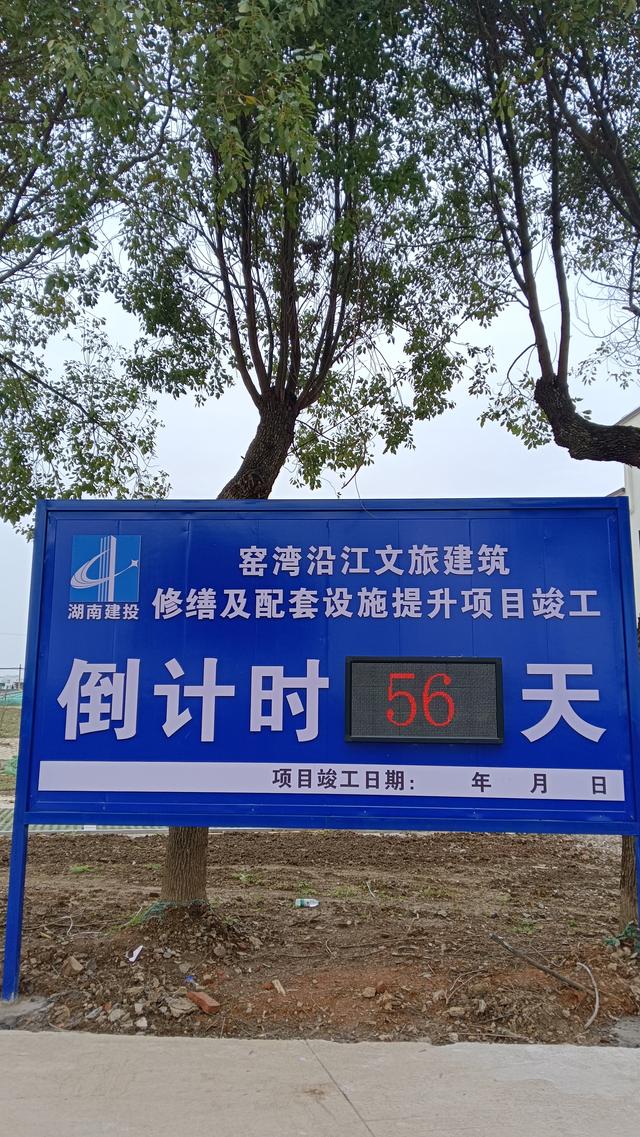 窑湾沿江文旅建筑
湖南建投
修缮及配套设施提升项目竣工
倒计时 56 天
项目竣工日期： 年 月 日